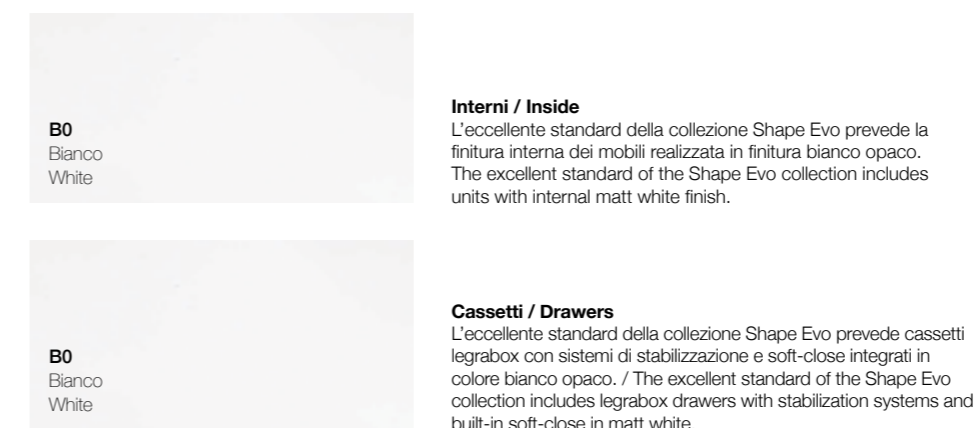 B0
Bianco
White
Interni / Inside
L’eccellente standard della collezione Shape Evo prevede la
finitura interna dei mobili realizzata in finitura bianco opaco.
The excellent standard of the Shape Evo collection includes
units with internal matt white finish.
B0
Bianco
White
Cassetti / Drawers
L’eccellente standard della collezione Shape Evo prevede cassetti
legrabox con sistemi di stabilizzazione e soft-close integrati in
colore bianco opaco. / The excellent standard of the Shape Evo
collection includes legrabox drawers with stabilization systems and
built-in soft-close in matt white.